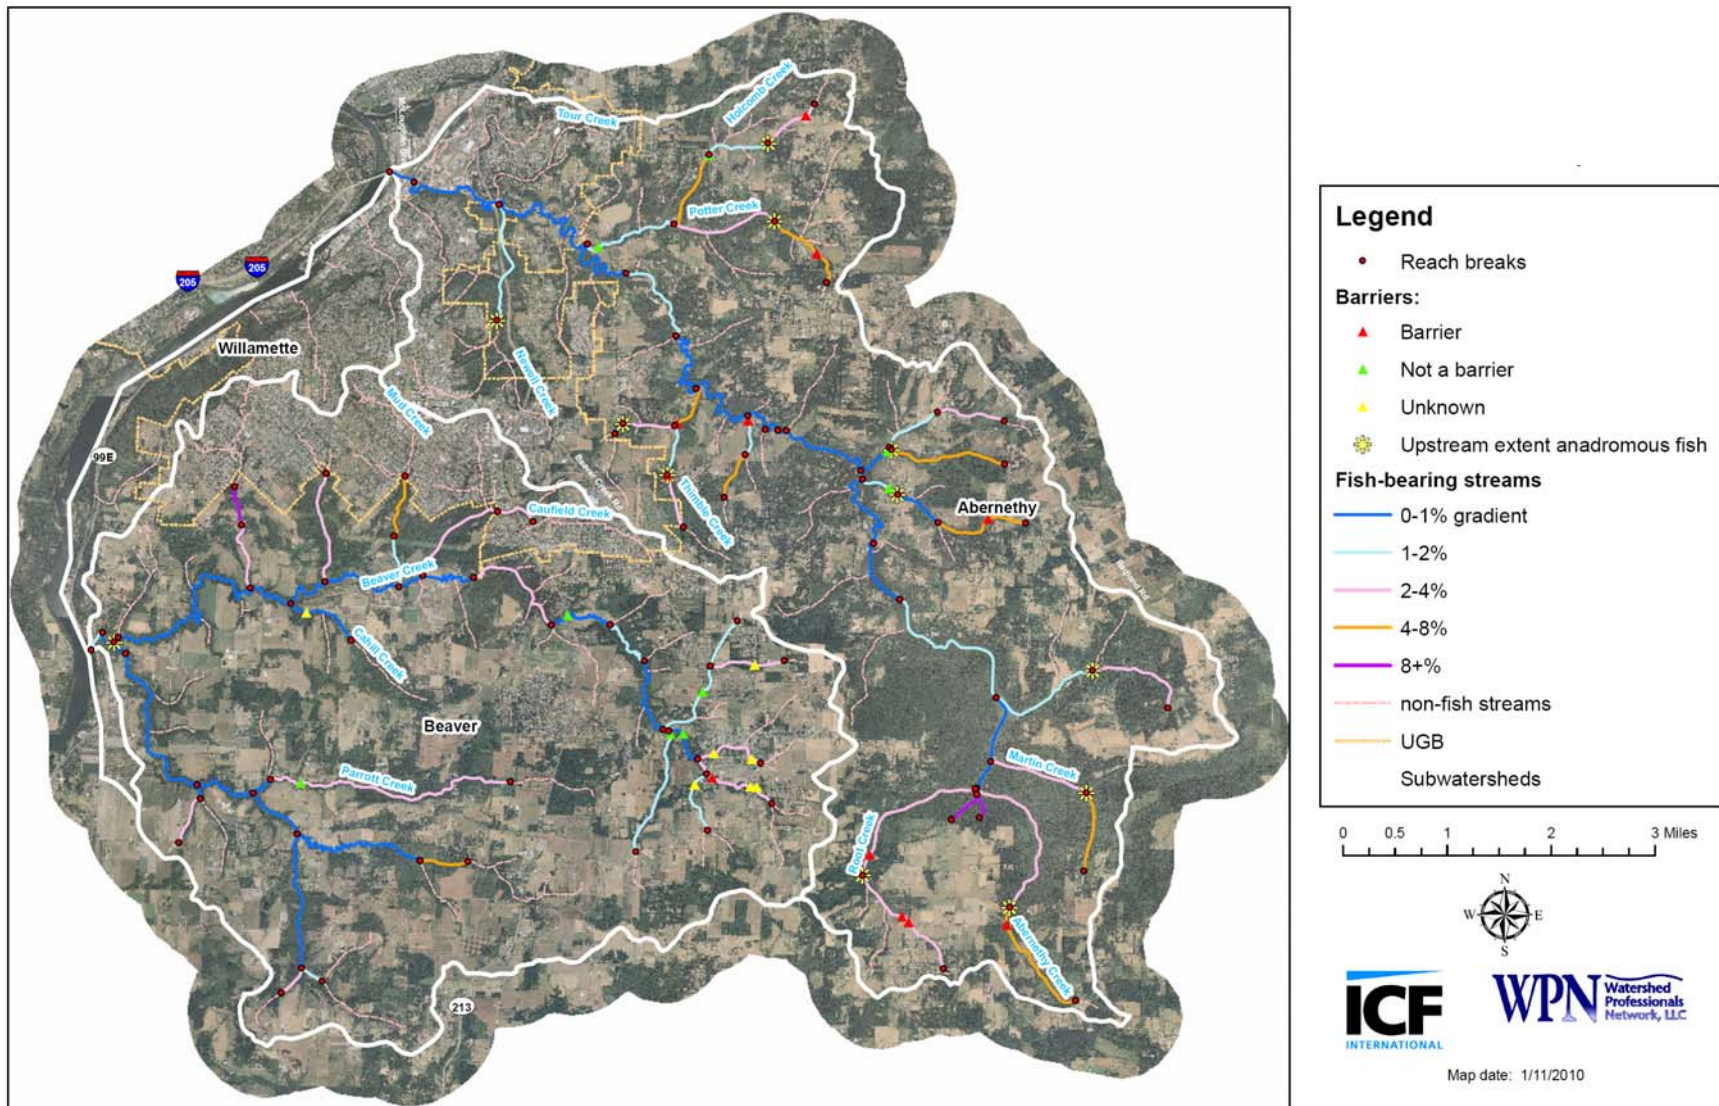 Tour Creek
Holcomb Creek
Potter Creek
205
205
Willamette
Newell Creek
Mud Creek
99E
Thimble Creek
Caufield Creek
Abernethy
Beaver Creek
Cahill Creek
Beaver
Parrott Creek
Martin Creek
Root Creek
Abernethy Creek
213
Legend
Reach breaks
Barriers:
Barrier
Not a barrier
Unknown
Upstream extent anadromous fish
Fish-bearing streams
0-1% gradient
1-2%
2-4%
4-8%
8+%
non-fish streams
UGB
Subwatersheds
0 0.5 1 2 3 Miles
N
W E
S
ICF
INTERNATIONAL
WPN Watershed
Professionals
Network, LLC
Map date: 1/11/2010